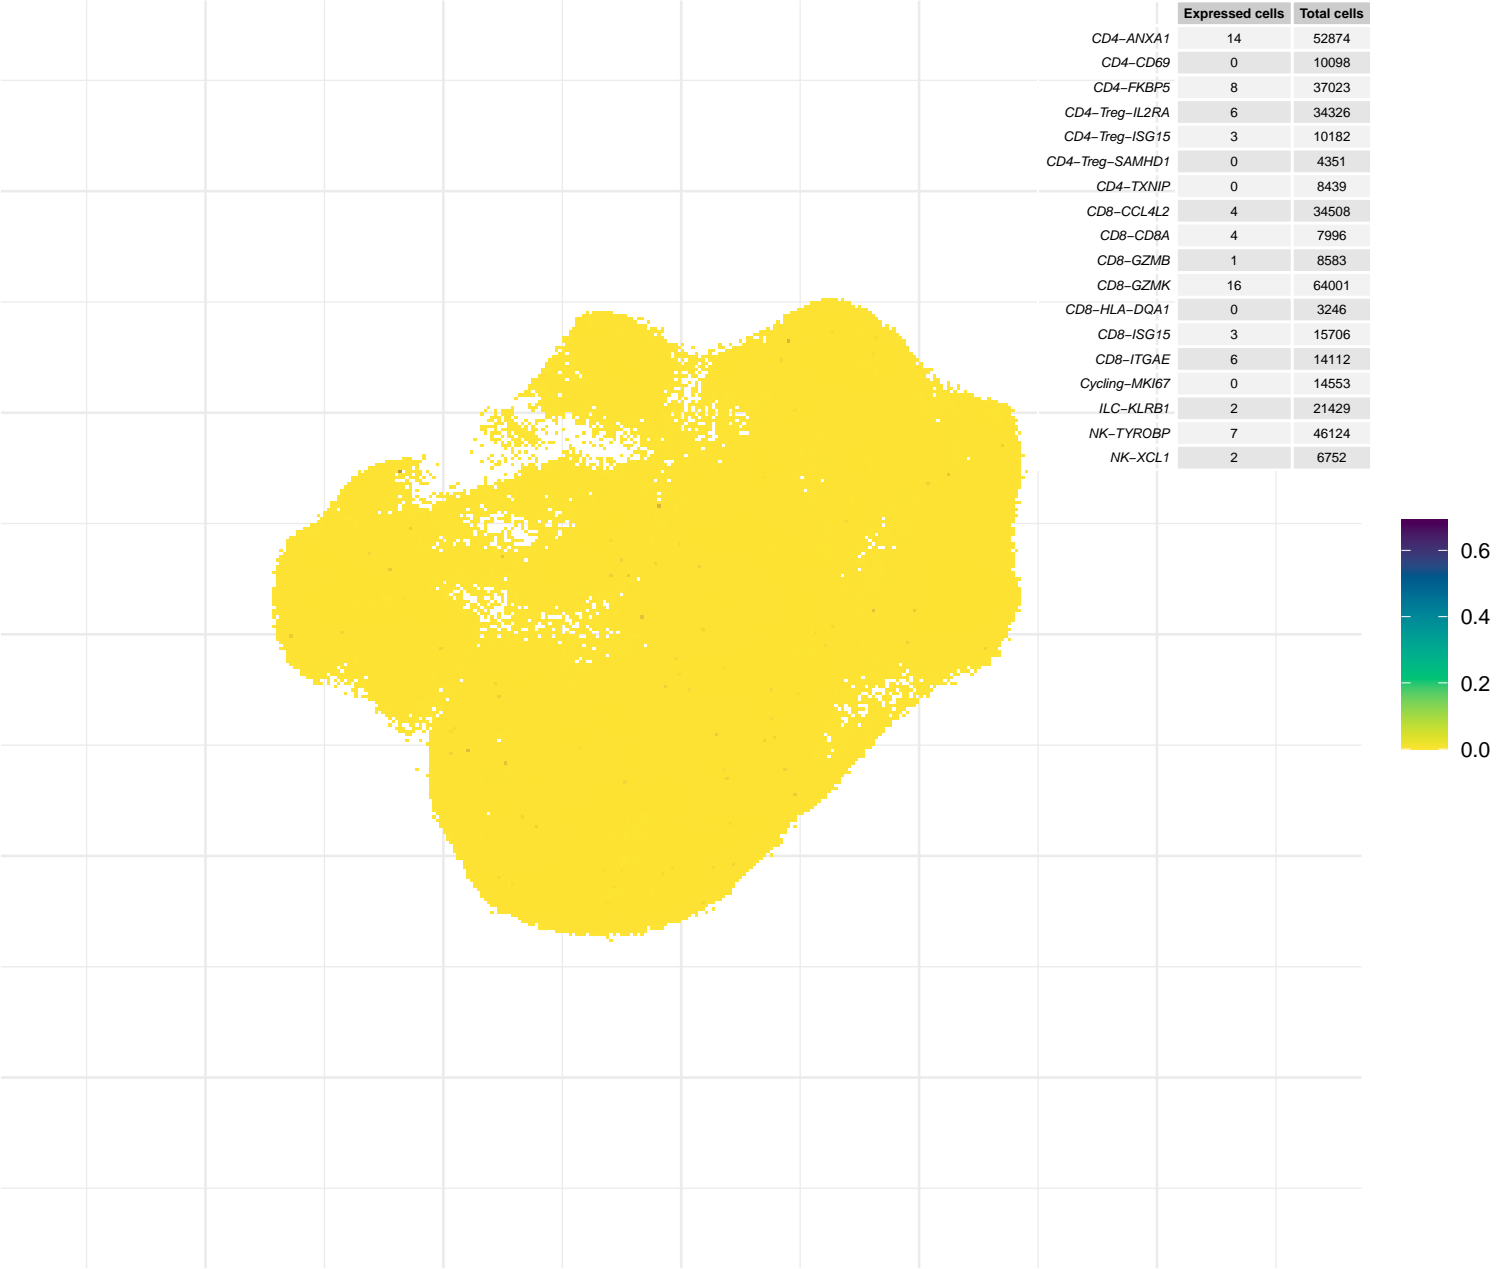 Expressed cells Total cells
CD4−ANXA1 14 52874
CD4−CD69 0 10098
CD4−FKBP5 8 37023
CD4−Treg−IL2RA 6 34326
CD4−Treg−ISG15 3 10182
CD4−Treg−SAMHD1 0 4351
CD4−TXNIP 0 8439
CD8−CCL4L2 4 34508
CD8−CD8A 4 7996
CD8−GZMB 1 8583
CD8−GZMK 16 64001
CD8−HLA−DQA1 0 3246
CD8−ISG15 3 15706
CD8−ITGAE 6 14112
Cycling−MKI67 0 14553
ILC−KLRB1 2 21429
NK−TYROBP 7 46124
NK−XCL1 2 6752
0.6
0.4
0.2
0.0